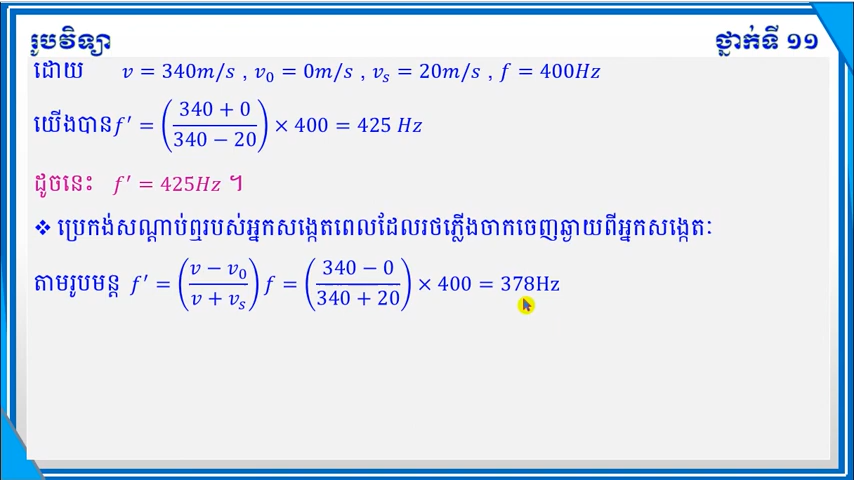 រូបវិទ្យា ថ្នាក់ទី ១១
ដោយ v = 340m/s , v₀ = 0m/s , vₛ = 20m/s , f = 400Hz
យើងបាន f′ = ((340 + 0)/(340 − 20)) × 400 = 425 Hz
ដូចនេះ f′ = 425Hz ។
❖ ប្រេកង់សណ្ដាប់ឮរបស់អ្នកសង្កេតពេលដែលរថភ្លើងចាកចេញឆ្ងាយពីអ្នកសង្កេតៈ
តាមរូបមន្ត f′ = ((v − v₀)/(v + vₛ)) f = ((340 − 0)/(340 + 20)) × 400 = 378Hz